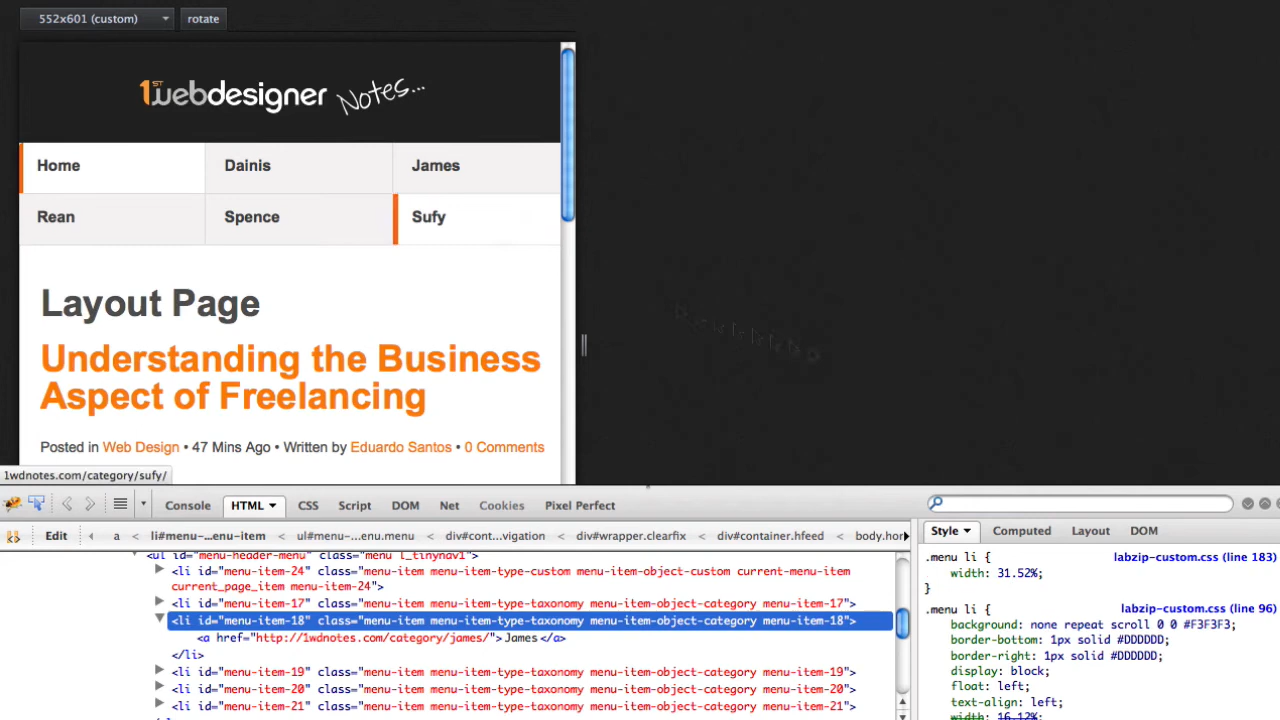 552x601 (custom) rotate
1ST webdesigner Notes...
Home Dainis James
Rean Spence Sufy
Layout Page
Understanding the Business
Aspect of Freelancing
Posted in Web Design • 47 Mins Ago • Written by Eduardo Santos • 0 Comments
1wdnotes.com/category/sufy/
Console HTML CSS Script DOM Net Cookies Pixel Perfect
Edit a < li#menu-...enu-item < ul#menu-...enu.menu < div#cont...vigation < div#wrapper.clearfix < div#container.hfeed < body.hor
Style Computed Layout DOM
<ul id="menu-header-menu" class="menu l_tinynav1">
<li id="menu-item-24" class="menu-item menu-item-type-custom menu-item-object-custom current-menu-item
current_page_item menu-item-24">
<li id="menu-item-17" class="menu-item menu-item-type-taxonomy menu-item-object-category menu-item-17">
<li id="menu-item-18" class="menu-item menu-item-type-taxonomy menu-item-object-category menu-item-18">
<a href="http://1wdnotes.com/category/james/">James</a>
</li>
<li id="menu-item-19" class="menu-item menu-item-type-taxonomy menu-item-object-category menu-item-19">
<li id="menu-item-20" class="menu-item menu-item-type-taxonomy menu-item-object-category menu-item-20">
<li id="menu-item-21" class="menu-item menu-item-type-taxonomy menu-item-object-category menu-item-21">
.menu li { labzip-custom.css (line 183)
width: 31.52%;
}
.menu li { labzip-custom.css (line 96)
background: none repeat scroll 0 0 #F3F3F3;
border-bottom: 1px solid #DDDDDD;
border-right: 1px solid #DDDDDD;
display: block;
float: left;
text-align: left;
width: 16.12%;